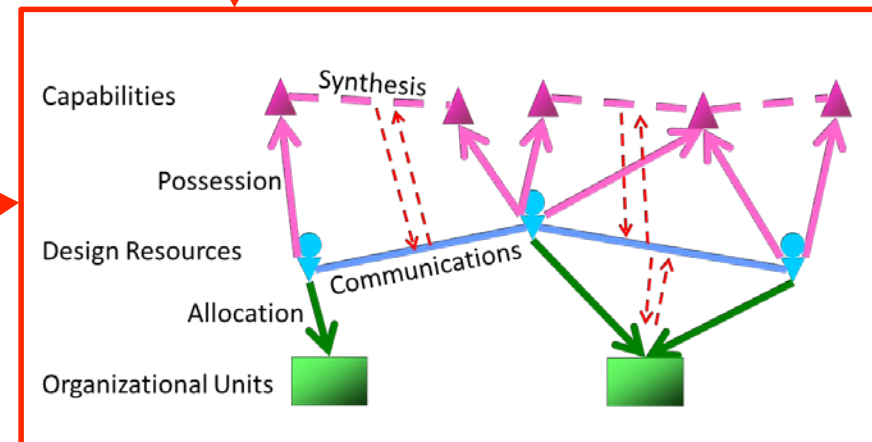 Synthesis
Capabilities
Possession
Design Resources
Communications
Allocation
Organizational Units